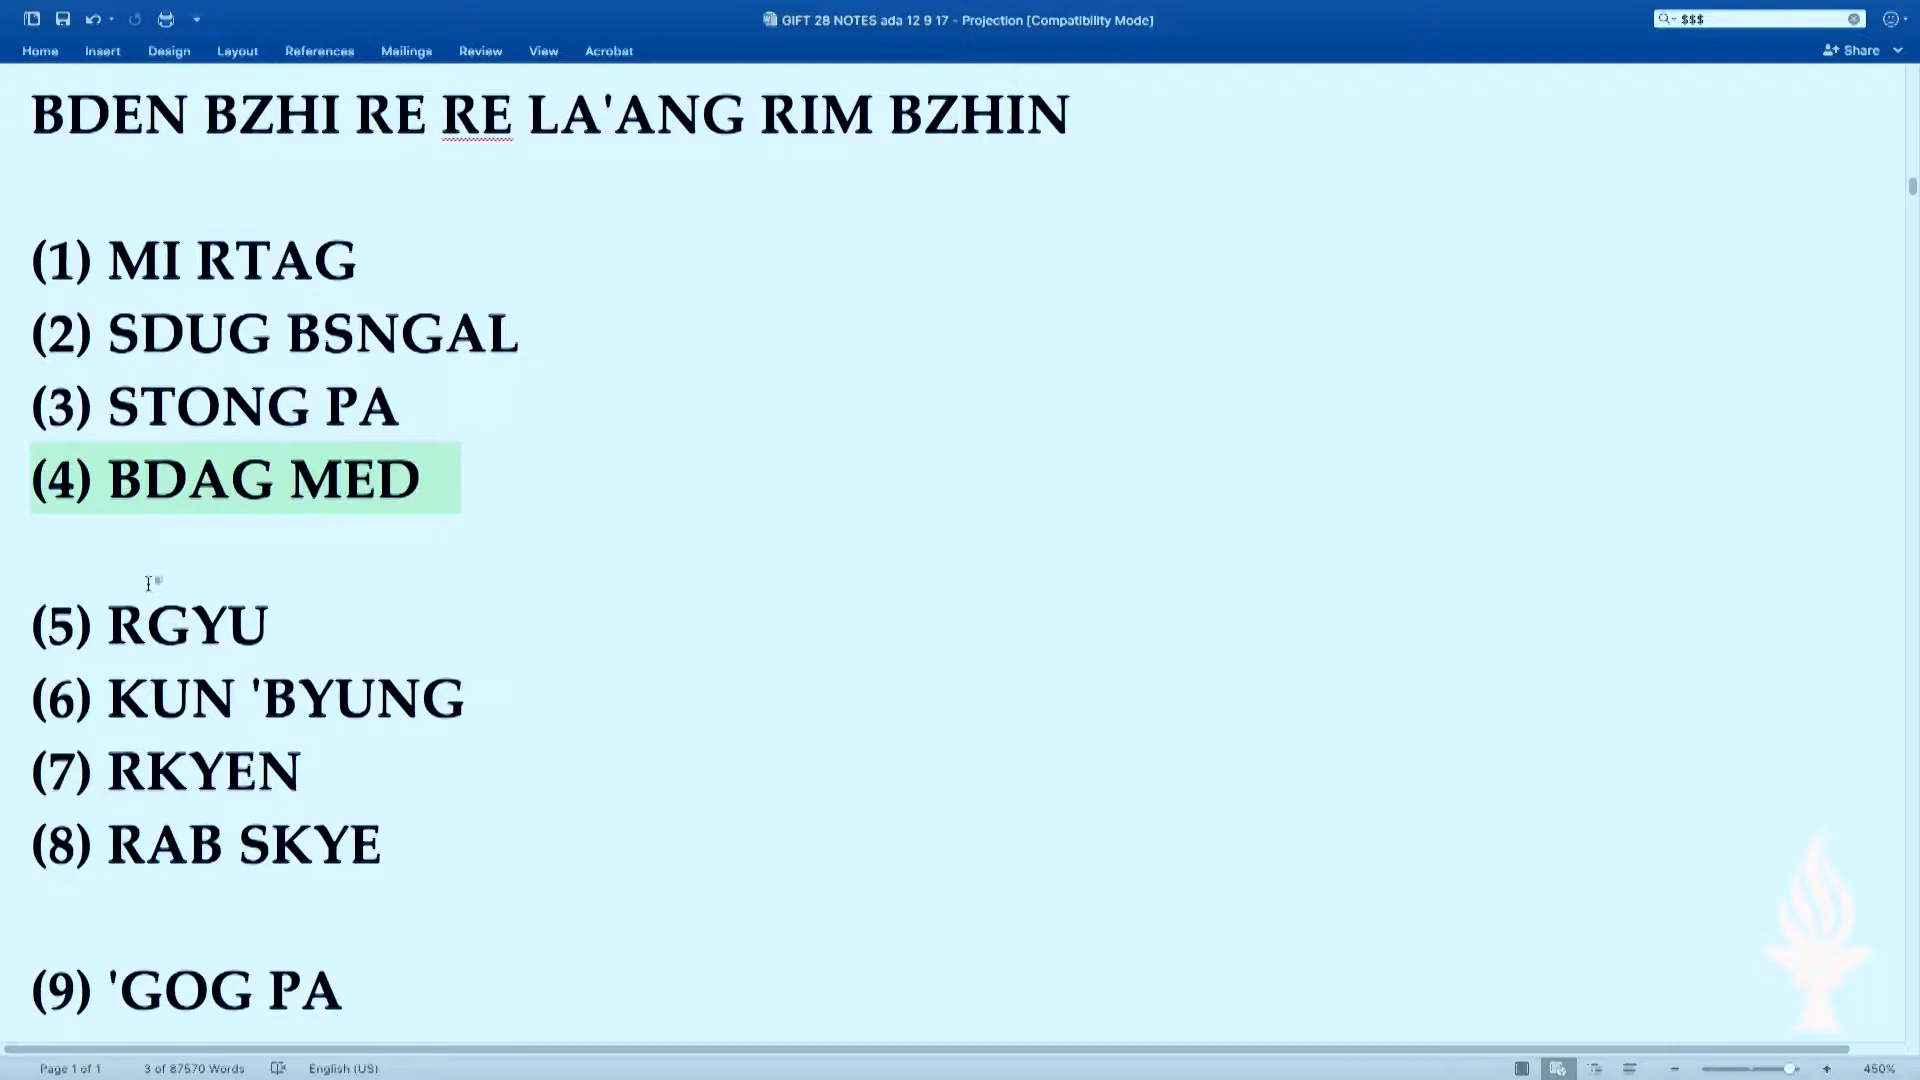 GIFT 28 NOTES ada 12 9 17 - Projection [Compatibility Mode]
$$$
Home Insert Design Layout References Mailings Review View Acrobat Share
BDEN BZHI RE RE LA'ANG RIM BZHIN
(1) MI RTAG
(2) SDUG BSNGAL
(3) STONG PA
(4) BDAG MED
(5) RGYU
(6) KUN 'BYUNG
(7) RKYEN
(8) RAB SKYE
(9) 'GOG PA
Page 1 of 1 3 of 87570 Words English (US) 450%